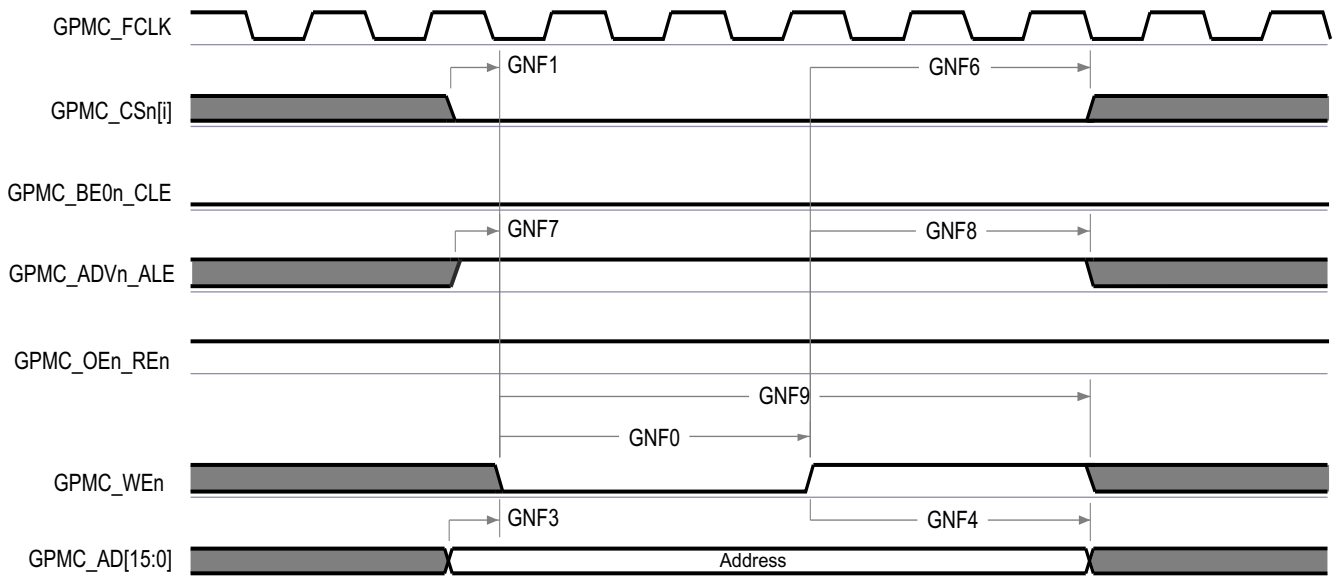 GPMC_FCLK
GNF1
GNF6
GPMC_CSn[i]
GPMC_BE0n_CLE
GNF7
GNF8
GPMC_ADVn_ALE
GPMC_OEn_REn
GNF9
GNF0
GPMC_WEn
GNF3
GNF4
GPMC_AD[15:0]
Address